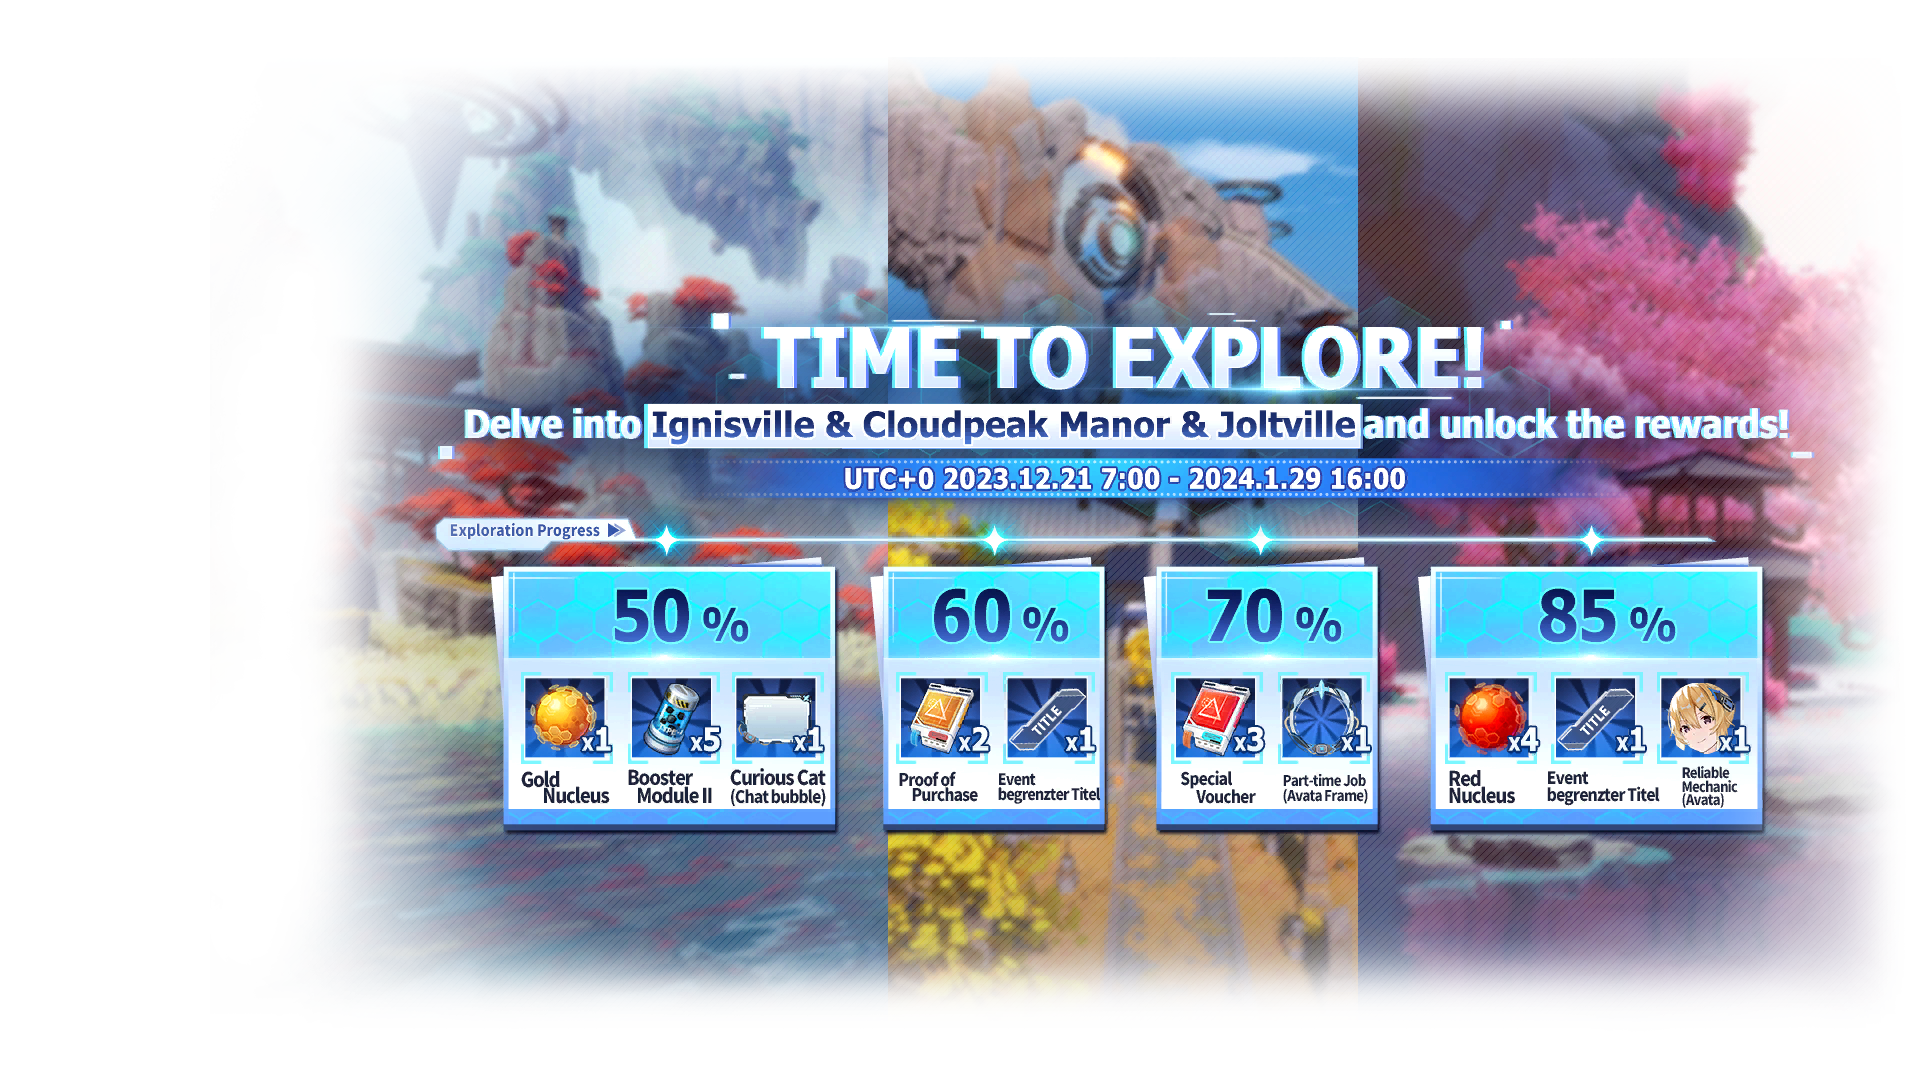 TIME TO EXPLORE!
Delve into Ignisville & Cloudpeak Manor & Joltville and unlock the rewards!
UTC+0 2023.12.21 7:00 - 2024.1.29 16:00
Exploration Progress
50 %
x1
x5
x1
Gold
Nucleus
Booster
Module II
Curious Cat
(Chat bubble)
60 %
x2
TITLE
x1
Proof of
Purchase
Event
begrenzter Titel
70 %
x3
x1
Special
Voucher
Part-time Job
(Avata Frame)
85 %
x4
TITLE
x1
x1
Red
Nucleus
Event
begrenzter Titel
Reliable
Mechanic
(Avata)